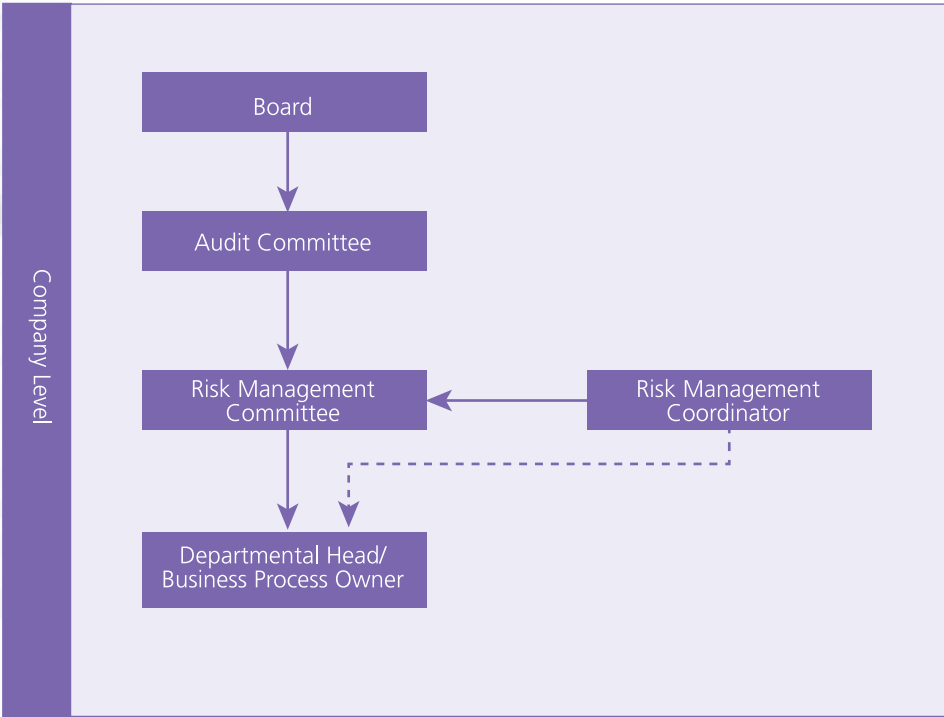 Company Level
Board
Audit Committee
Risk Management
Committee
Risk Management
Coordinator
Departmental Head/
Business Process Owner